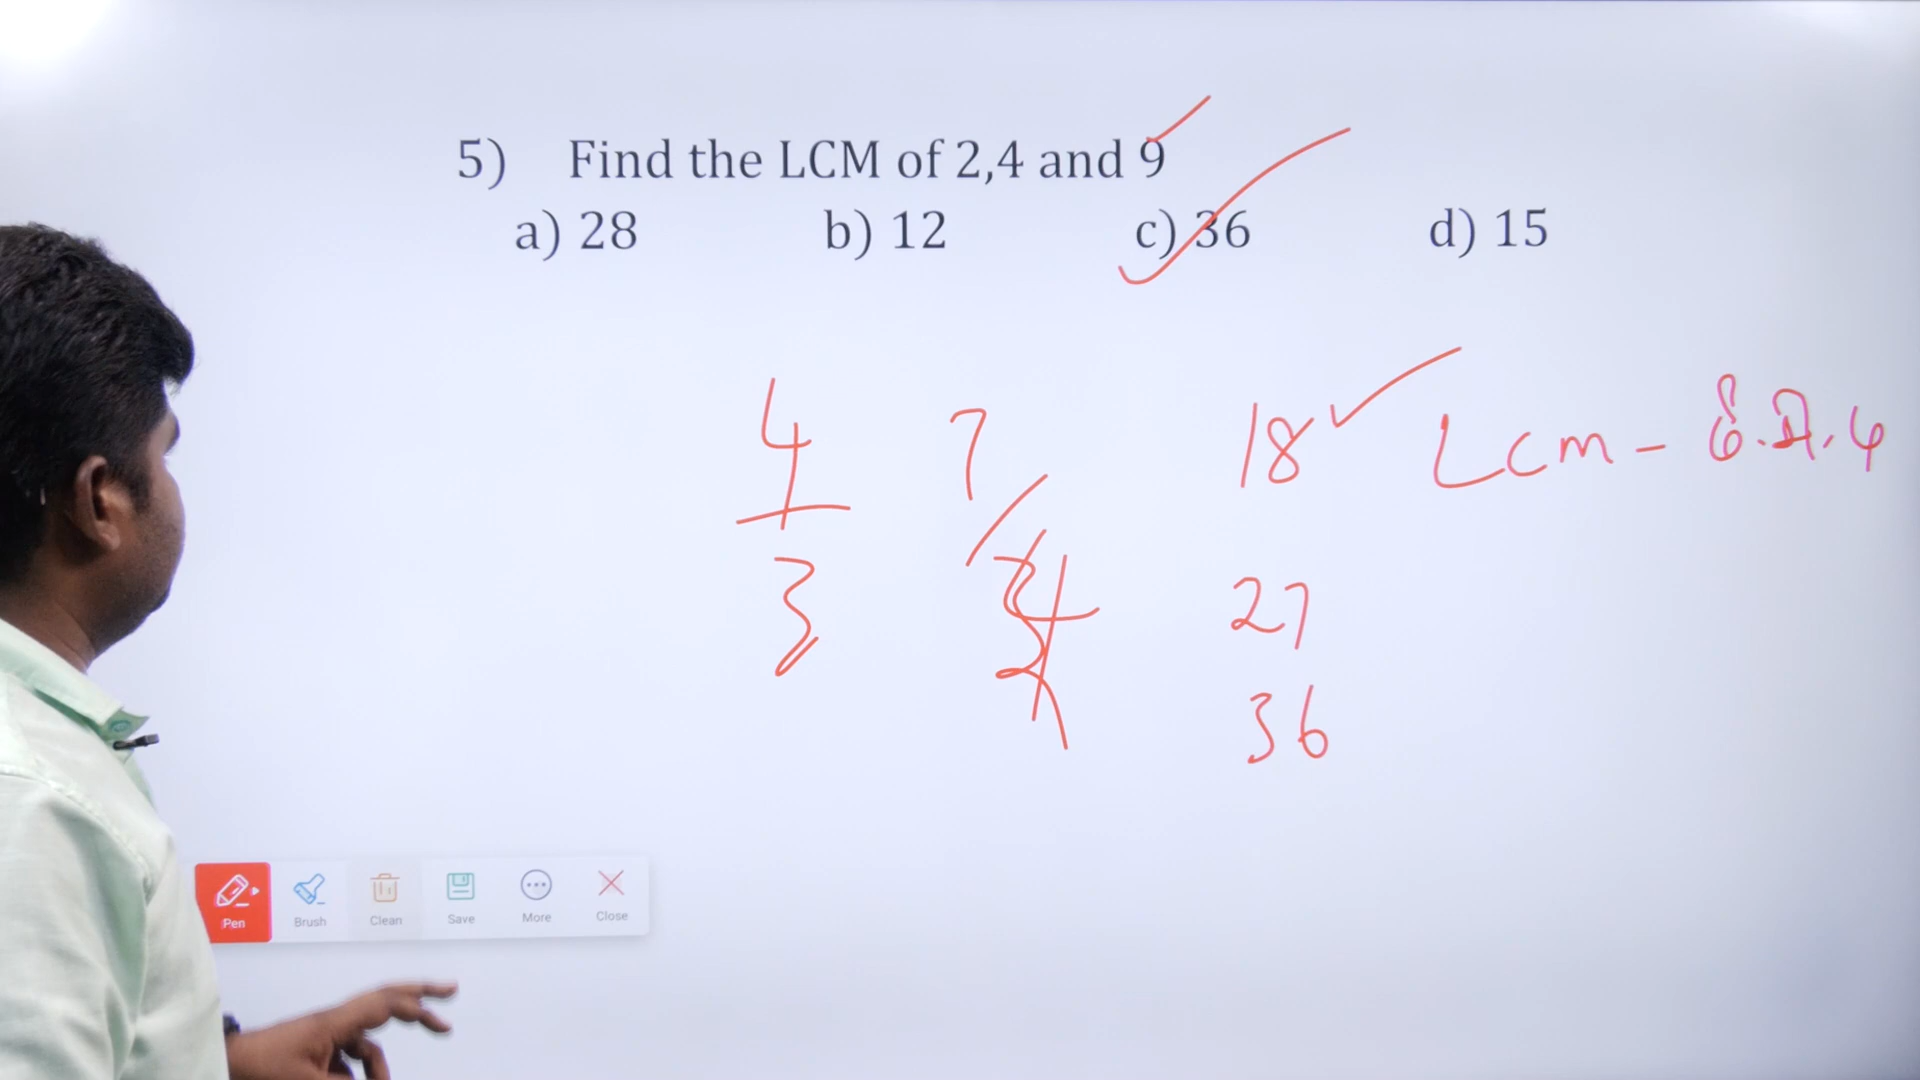 5) Find the LCM of 2,4 and 9
a) 28 b) 12 c) 36 d) 15
4 7 18 LCM - மீ.பொ.ம
3 27
36
Pen Brush Clean Save More Close